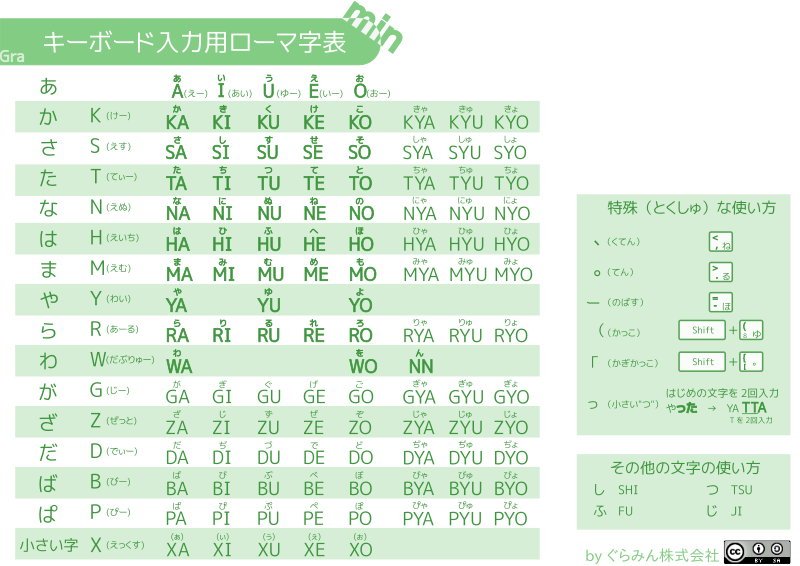 min
Gra キーボード入力用ローマ字表
あ い う え お
あ A(えー) I(あい) U(ゆー) E(いー) O(おー)
か き く け こ きゃ きゅ きょ
か K(けー) KA KI KU KE KO KYA KYU KYO
さ し す せ そ しゃ しゅ しょ
さ S(えす) SA SI SU SE SO SYA SYU SYO
た ち つ て と ちゃ ちゅ ちょ
た T(てぃー) TA TI TU TE TO TYA TYU TYO
な に ぬ ね の にゃ にゅ にょ
な N(えぬ) NA NI NU NE NO NYA NYU NYO
は ひ ふ へ ほ ひゃ ひゅ ひょ
は H(えいち) HA HI HU HE HO HYA HYU HYO
ま み む め も みゃ みゅ みょ
ま M(えむ) MA MI MU ME MO MYA MYU MYO
や ゆ よ
や Y(わい) YA YU YO
ら り る れ ろ りゃ りゅ りょ
ら R(あーる) RA RI RU RE RO RYA RYU RYO
わ を ん
わ W(だぶりゅー) WA WO NN
が ぎ ぐ げ ご ぎゃ ぎゅ ぎょ
が G(じー) GA GI GU GE GO GYA GYU GYO
ざ じ ず ぜ ぞ じゃ じゅ じょ
ざ Z(ぜっと) ZA ZI ZU ZE ZO ZYA ZYU ZYO
だ ぢ づ で ど ぢゃ ぢゅ ぢょ
だ D(でぃー) DA DI DU DE DO DYA DYU DYO
ば び ぶ べ ぼ びゃ びゅ びょ
ば B(びー) BA BI BU BE BO BYA BYU BYO
ぱ ぴ ぷ ぺ ぽ ぴゃ ぴゅ ぴょ
ぱ P(ぴー) PA PI PU PE PO PYA PYU PYO
(ぁ) (ぃ) (ぅ) (ぇ) (ぉ)
小さい字 X(えっくす) XA XI XU XE XO
特殊（とくしゅ）な使い方
、(くてん) < , ね
。(てん) > . る
ー(のばす) = - ほ
（(かっこ) Shift + ( 8 ゆ
「(かぎかっこ) Shift + { [ 。
はじめの文字を 2回入力
っ(小さい"つ") やった → YA TTA
T を 2回入力
その他の文字の使い方
し SHI つ TSU
ふ FU じ JI
by ぐらみん株式会社 cc BY SA